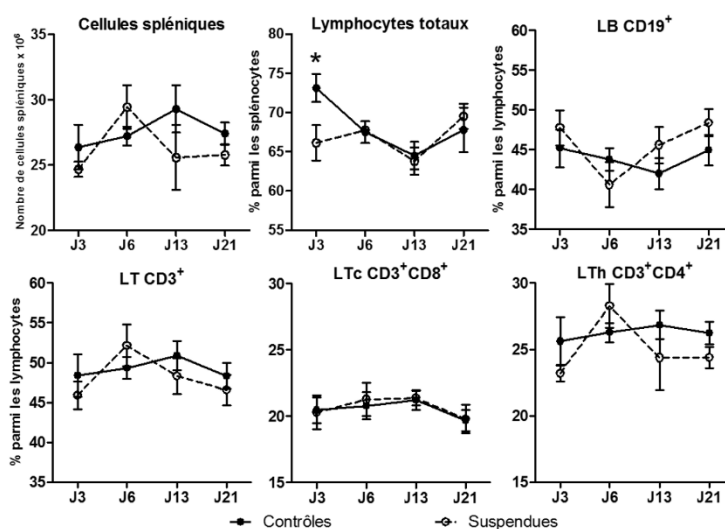 Cellules spléniques
Nombre de cellules spléniques x 10⁶
35
30
25
20
J3 J6 J13 J21
Lymphocytes totaux
% parmi les splénocytes
80
75
70
65
60
55
*
J3 J6 J13 J21
LB CD19⁺
% parmi les lymphocytes
60
55
50
45
40
35
J3 J6 J13 J21
LT CD3⁺
% parmi les lymphocytes
60
55
50
45
40
35
J3 J6 J13 J21
LTc CD3⁺CD8⁺
30
25
20
15
J3 J6 J13 J21
LTh CD3⁺CD4⁺
30
25
20
15
J3 J6 J13 J21
Contrôles Suspendues